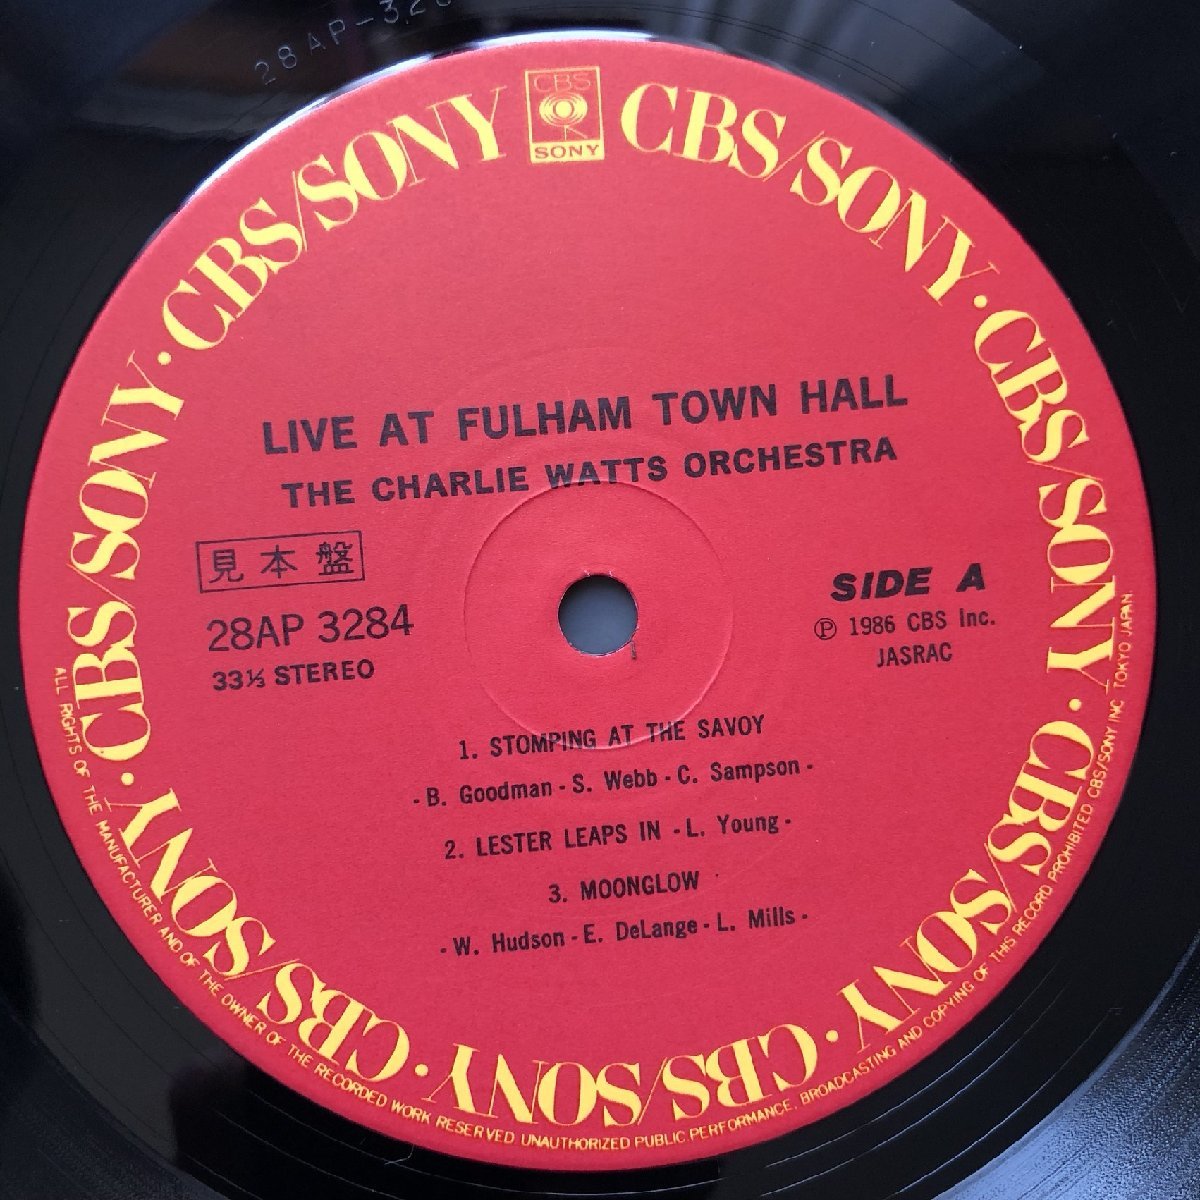 28AP-3,28
CBS SONY
CBS/SONY · CBS/SONY · CBS/SONY · CBS/SONY · CBS/SONY · CBS/SONY · CBS/SONY · CBS/SONY
LIVE AT FULHAM TOWN HALL
THE CHARLIE WATTS ORCHESTRA
見本盤
28AP 3284
33⅓ STEREO
SIDE A
Ⓟ 1986 CBS Inc.
JASRAC
1. STOMPING AT THE SAVOY
- B. Goodman - S. Webb - C. Sampson -
2. LESTER LEAPS IN - L. Young -
3. MOONGLOW
- W. Hudson - E. DeLange - L. Mills -
ALL RIGHTS OF THE MANUFACTURER AND OF THE OWNER OF THE RECORDED WORK RESERVED UNAUTHORIZED PUBLIC PERFORMANCE, BROADCASTING AND COPYING OF THIS RECORD PROHIBITED CBS/SONY INC TOKYO JAPAN.